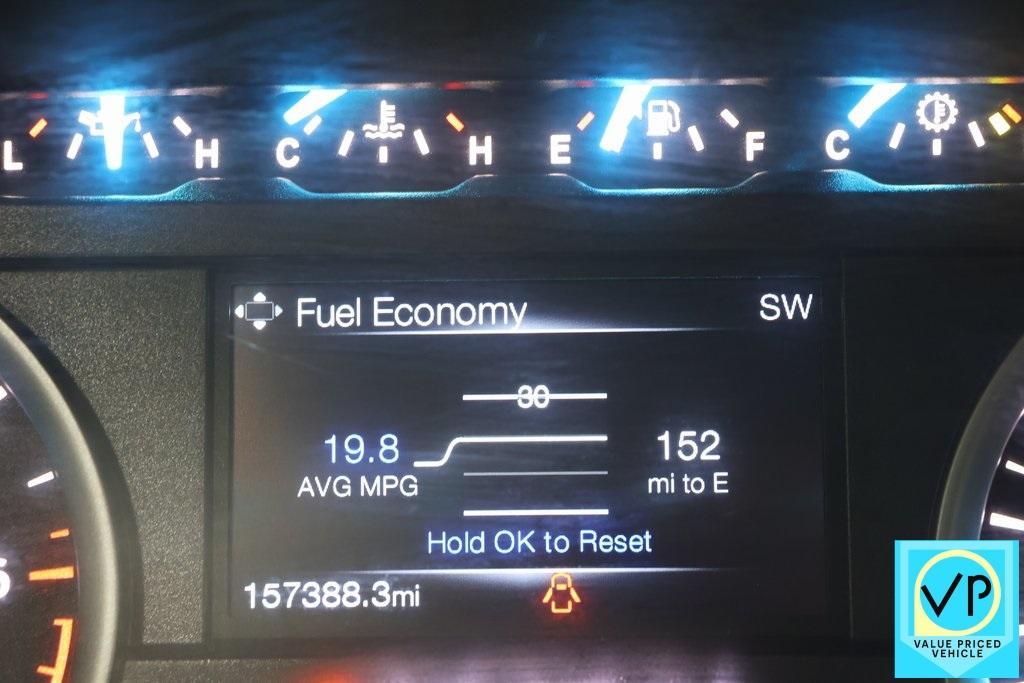 L H C H E F C
Fuel Economy SW
30
19.8 152
AVG MPG mi to E
Hold OK to Reset
157388.3mi
VP
VALUE PRICED
VEHICLE